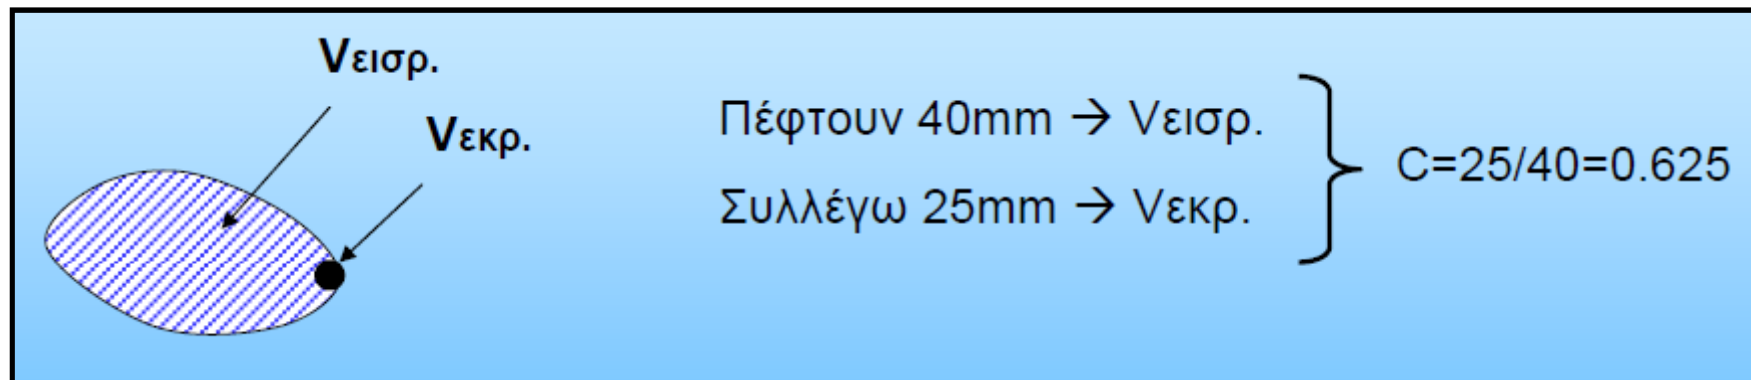 Vεισρ.
Vεκρ.
Πέφτουν 40mm → Vεισρ.
Συλλέγω 25mm → Vεκρ.
C=25/40=0.625